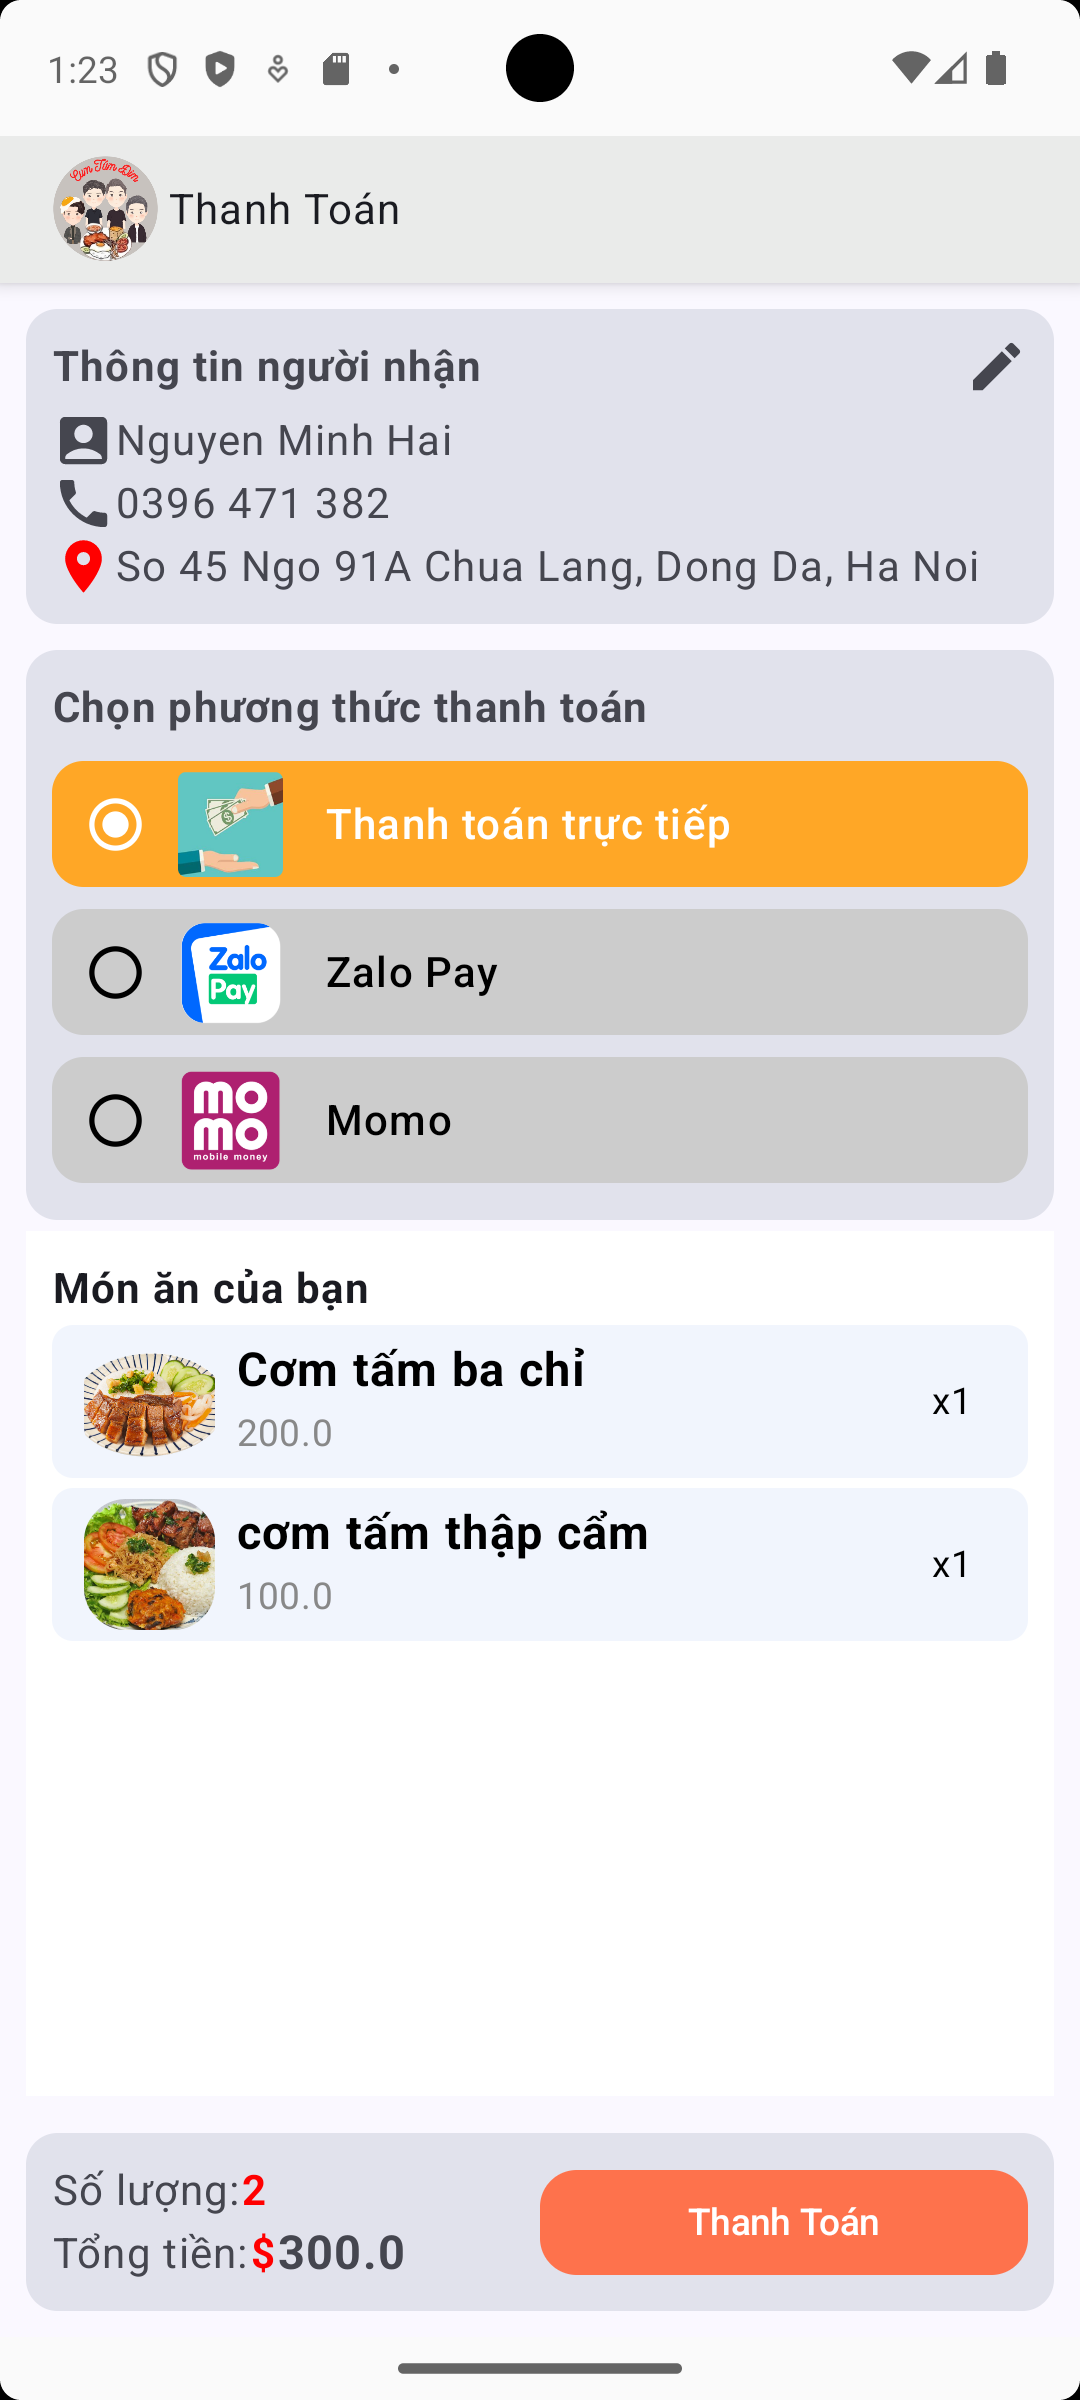 1:23
Cum Tứm Đim
Thanh Toán
Thông tin người nhận
Nguyen Minh Hai
0396 471 382
So 45 Ngo 91A Chua Lang, Dong Da, Ha Noi
Chọn phương thức thanh toán
Thanh toán trực tiếp
Zalo
Pay
Zalo Pay
mo
mo
mobile money
Momo
Món ăn của bạn
Cơm tấm ba chỉ
200.0
x1
cơm tấm thập cẩm
100.0
x1
Số lượng:2
Tổng tiền:$300.0
Thanh Toán